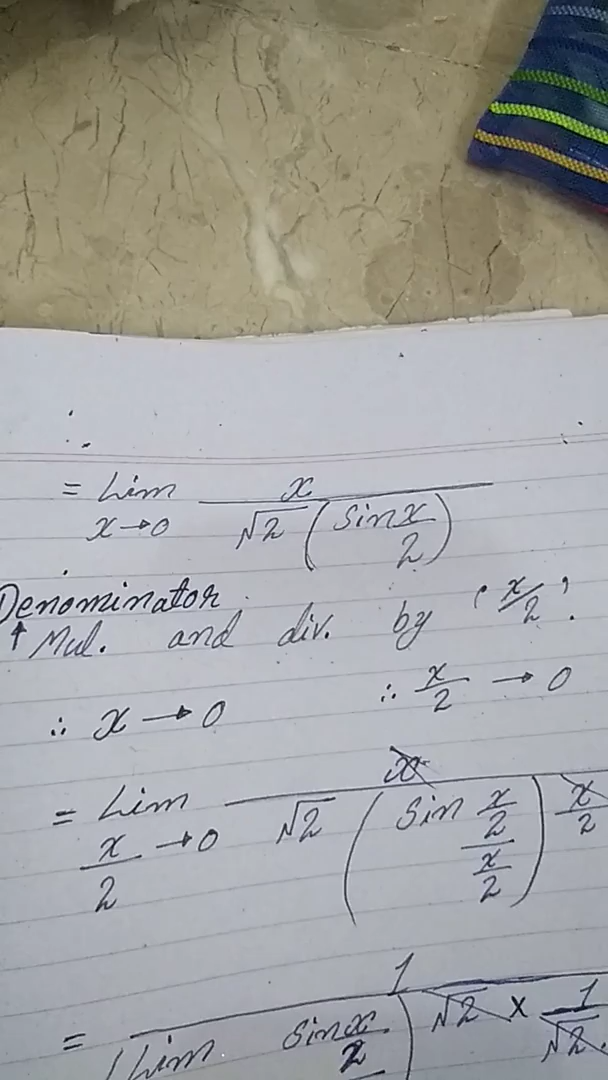 = Lim x→0 x / √2 (Sin x/2)
Denominator
↑ Mul. and div. by 'x/2'.
∴ x → 0 ∴ x/2 → 0
= Lim x/2 → 0 x / √2 (Sin x/2 / x/2) x/2
= 1 / (Lim Sin x/2) √2 × 1/√2.